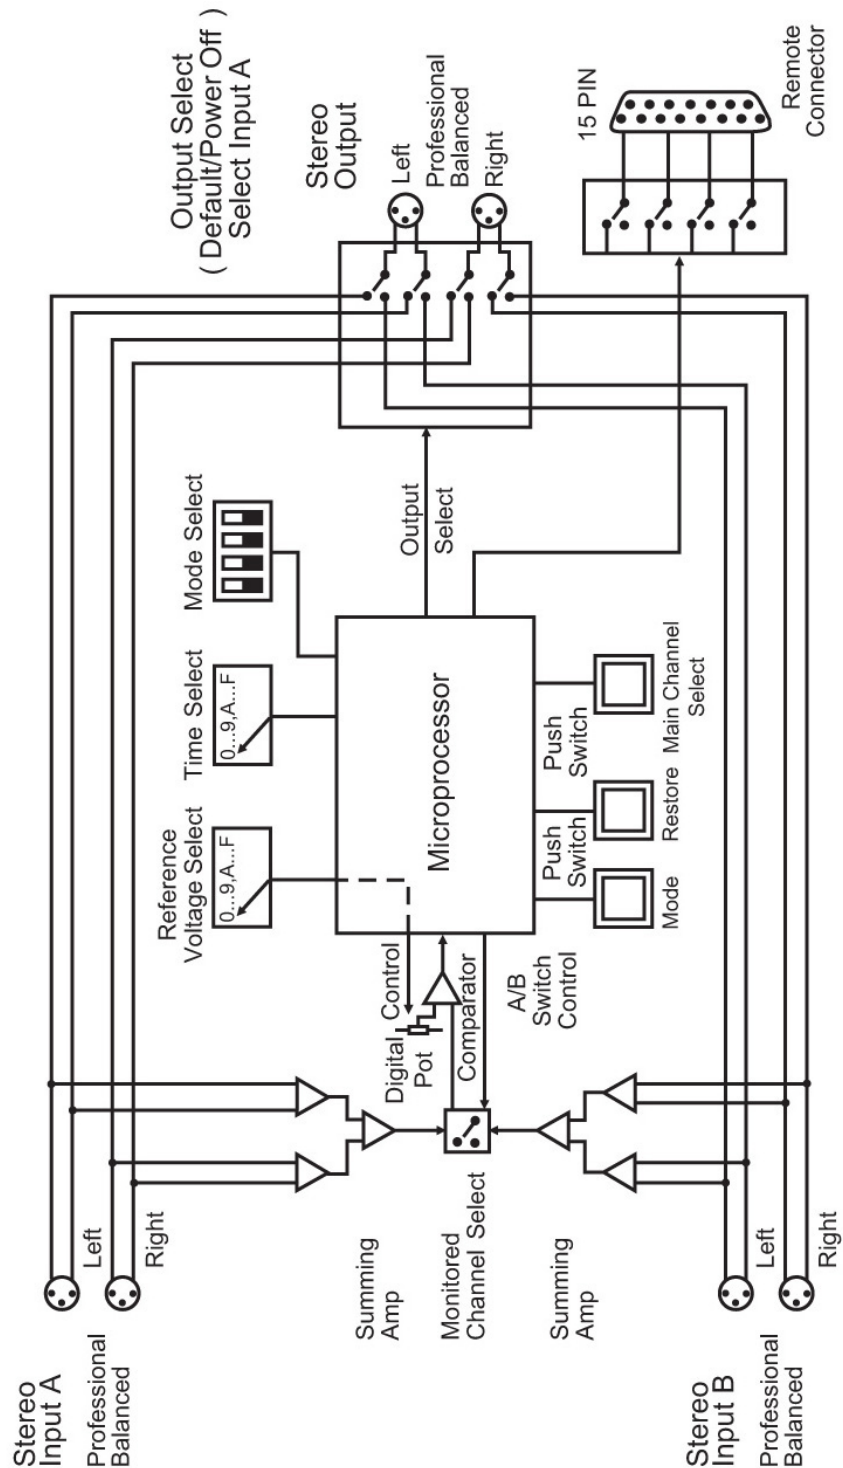 Stereo
Input A
Professional
Balanced
Left
Right
Reference
Voltage Select
0...9,A...F
Time Select
0...9,A...F
Mode Select
Output Select
( Default/Power Off )
Select Input A
Stereo
Output
Left
Professional
Balanced
Right
15 PIN
Remote
Connector
Summing
Amp
Digital
Pot
Control
Comparator
Microprocessor
Output
Select
Monitored
Channel Select
A/B
Switch
Control
Push
Switch
Push
Switch
Mode
Restore
Main Channel
Select
Summing
Amp
Stereo
Input B
Professional
Balanced
Left
Right